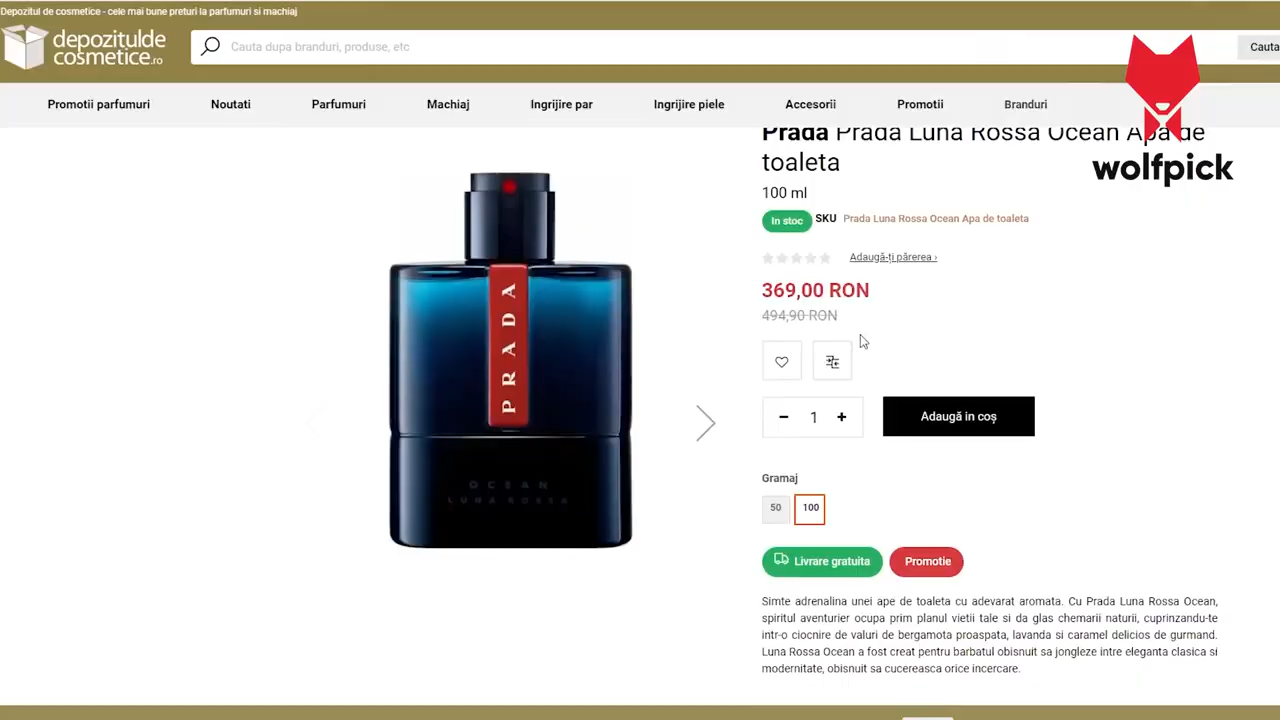 Depozitul de cosmetice - cele mai bune preturi la parfumuri si machiaj
depozitulde
cosmetice.ro
Cauta dupa branduri, produse, etc
Cauta
Promotii parfumuri
Noutati
Parfumuri
Machiaj
Ingrijire par
Ingrijire piele
Accesorii
Promotii
Branduri
wolfpick
Prada Prada Luna Rossa Ocean Apa de
toaleta
100 ml
In stoc SKU Prada Luna Rossa Ocean Apa de toaleta
Adaugă-ți părerea ›
369,00 RON
494,90 RON
- 1 +
Adaugă in coș
Gramaj
50 100
Livrare gratuita
Promotie
Simte adrenalina unei ape de toaleta cu adevarat aromata. Cu Prada Luna Rossa Ocean,
spiritul aventurier ocupa prim planul vietii tale si da glas chemarii naturii, cuprinzandu-te
intr-o ciocnire de valuri de bergamota proaspata, lavanda si caramel delicios de gurmand.
Luna Rossa Ocean a fost creat pentru barbatul obisnuit sa jongleze intre eleganta clasica si
modernitate, obisnuit sa cucereasca orice incercare.
PRADA
OCEAN
LUNA ROSSA